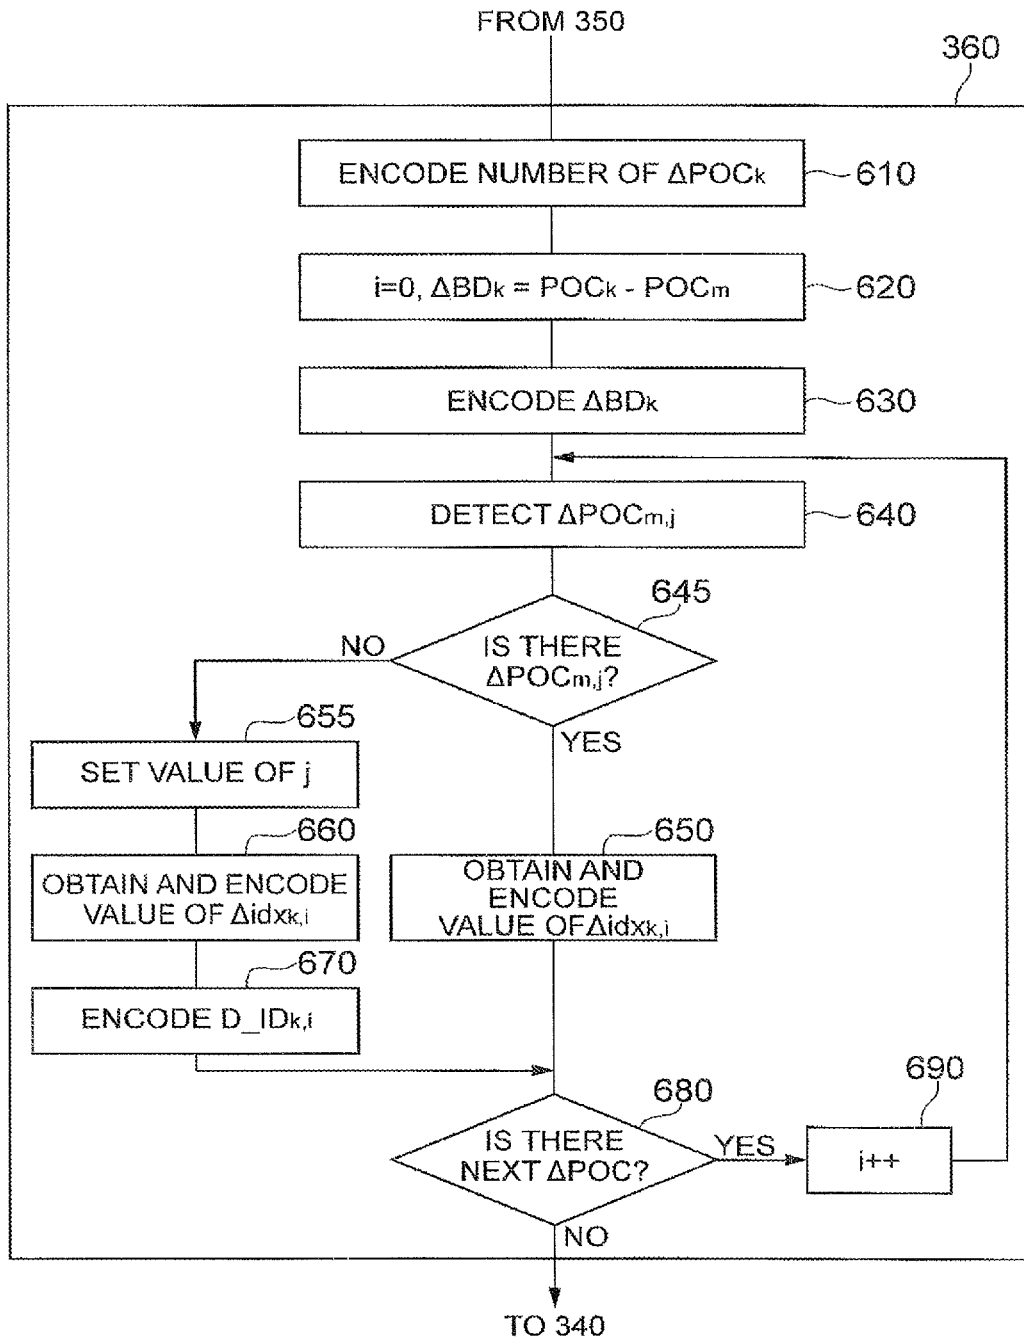 FROM 350
360
ENCODE NUMBER OF ΔPOCk
610
i=0, ΔBDk = POCk - POCm
620
ENCODE ΔBDk
630
DETECT ΔPOCm,j
640
645
IS THERE
ΔPOCm,j?
NO
YES
655
SET VALUE OF j
660
OBTAIN AND ENCODE
VALUE OF Δidxk,i
650
OBTAIN AND
ENCODE
VALUE OFΔidxk,i
670
ENCODE D_IDk,i
680
IS THERE
NEXT ΔPOC?
YES
690
i++
NO
TO 340